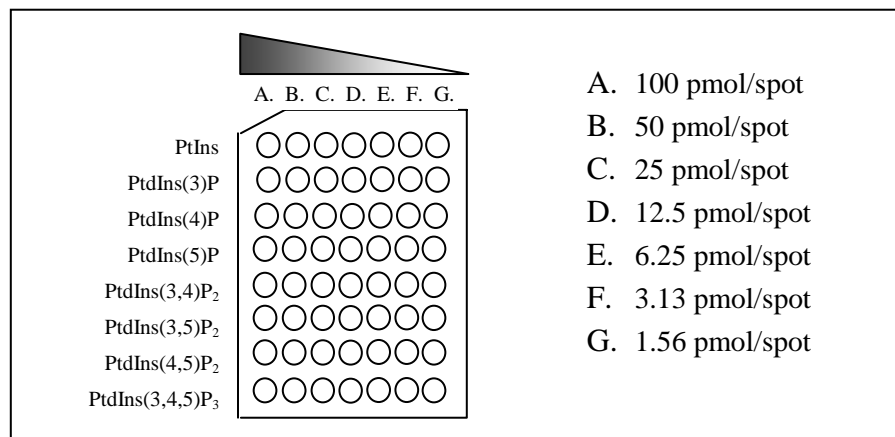 A. B. C. D. E. F. G.
PtIns
PtdIns(3)P
PtdIns(4)P
PtdIns(5)P
PtdIns(3,4)P₂
PtdIns(3,5)P₂
PtdIns(4,5)P₂
PtdIns(3,4,5)P₃
A. 100 pmol/spot
B. 50 pmol/spot
C. 25 pmol/spot
D. 12.5 pmol/spot
E. 6.25 pmol/spot
F. 3.13 pmol/spot
G. 1.56 pmol/spot